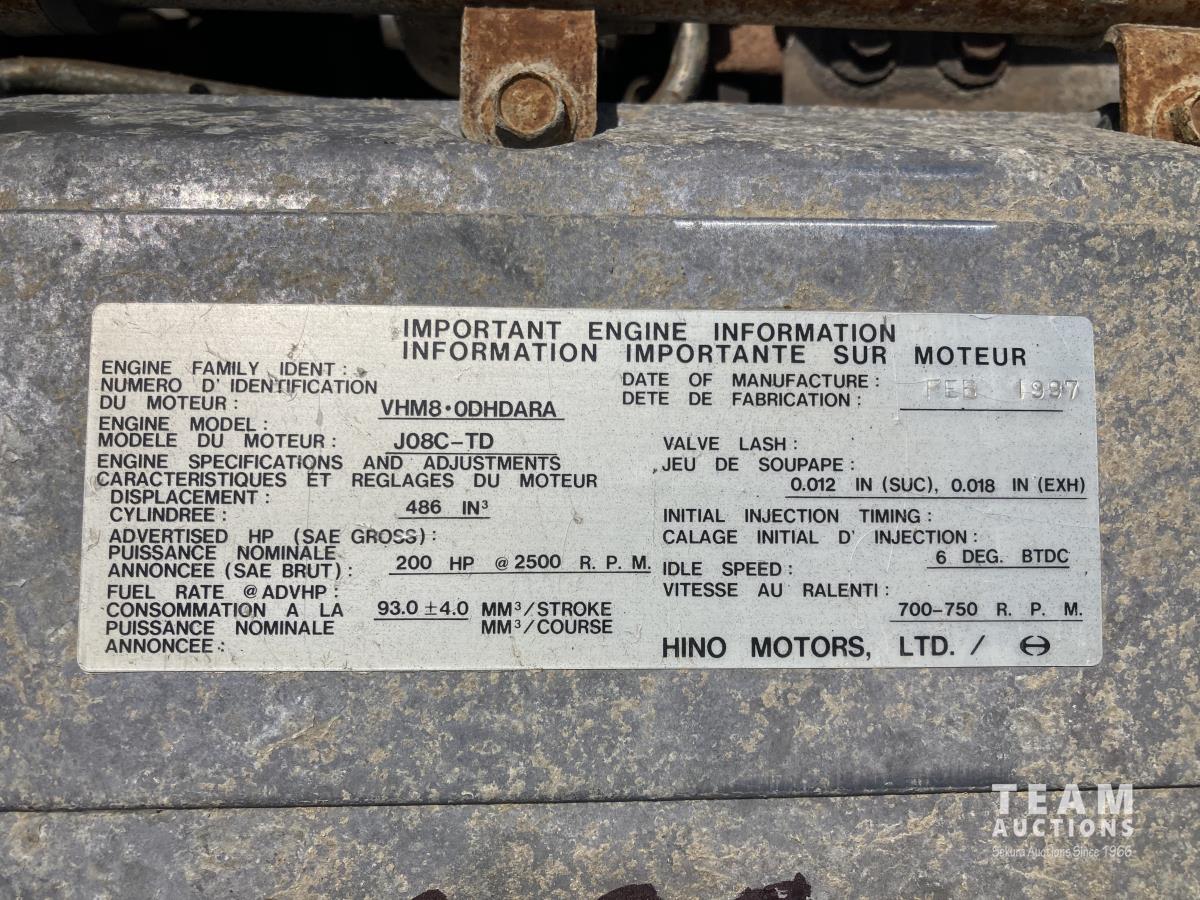 IMPORTANT ENGINE INFORMATION
INFORMATION IMPORTANTE SUR MOTEUR
ENGINE FAMILY IDENT :
NUMERO D'IDENTIFICATION
DU MOTEUR : VHM8·0DHDARA
ENGINE MODEL :
MODELE DU MOTEUR : J08C-TD
ENGINE SPECIFICATIONS AND ADJUSTMENTS
CARACTERISTIQUES ET REGLAGES DU MOTEUR
DISPLACEMENT :
CYLINDREE : 486 IN³
ADVERTISED HP (SAE GROSS) :
PUISSANCE NOMINALE
ANNONCEE (SAE BRUT) : 200 HP @ 2500 R. P. M.
FUEL RATE @ ADVHP :
CONSOMMATION A LA 93.0 ±4.0 MM³/STROKE
PUISSANCE NOMINALE MM³/COURSE
ANNONCEE :
DATE OF MANUFACTURE : FEB 1997
DETE DE FABRICATION :
VALVE LASH :
JEU DE SOUPAPE :
0.012 IN (SUC), 0.018 IN (EXH)
INITIAL INJECTION TIMING :
CALAGE INITIAL D' INJECTION :
6 DEG. BTDC
IDLE SPEED :
VITESSE AU RALENTI :
700-750 R. P. M.
HINO MOTORS, LTD. /
TEAM
AUCTIONS
Sekura Auctions Since 1966